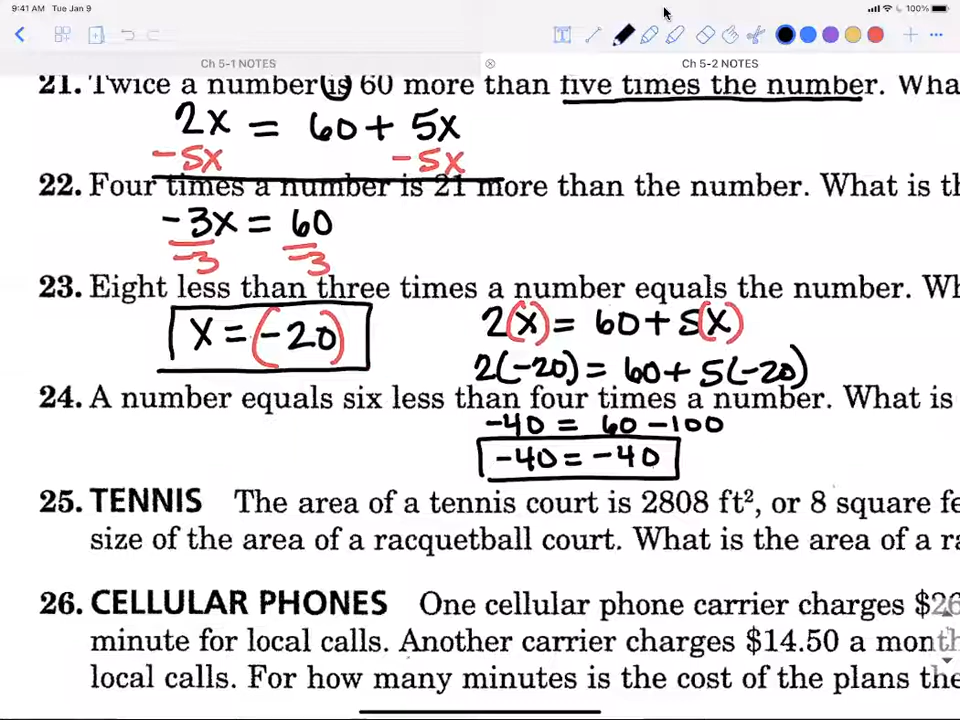 9:41 AM Tue Jan 9
100%
Ch 5-1 NOTES
Ch 5-2 NOTES
21. Twice a number is 60 more than five times the number. Wha
2x = 60 + 5x
-5x -5x
22. Four times a number is 21 more than the number. What is th
-3x = 60
-3 -3
23. Eight less than three times a number equals the number. Wh
x = (-20)
2(x) = 60 + 5(x)
2(-20) = 60 + 5(-20)
24. A number equals six less than four times a number. What is
-40 = 60 - 100
-40 = -40
25. TENNIS The area of a tennis court is 2808 ft², or 8 square fe
size of the area of a racquetball court. What is the area of a ra
26. CELLULAR PHONES One cellular phone carrier charges $26
minute for local calls. Another carrier charges $14.50 a month
local calls. For how many minutes is the cost of the plans the